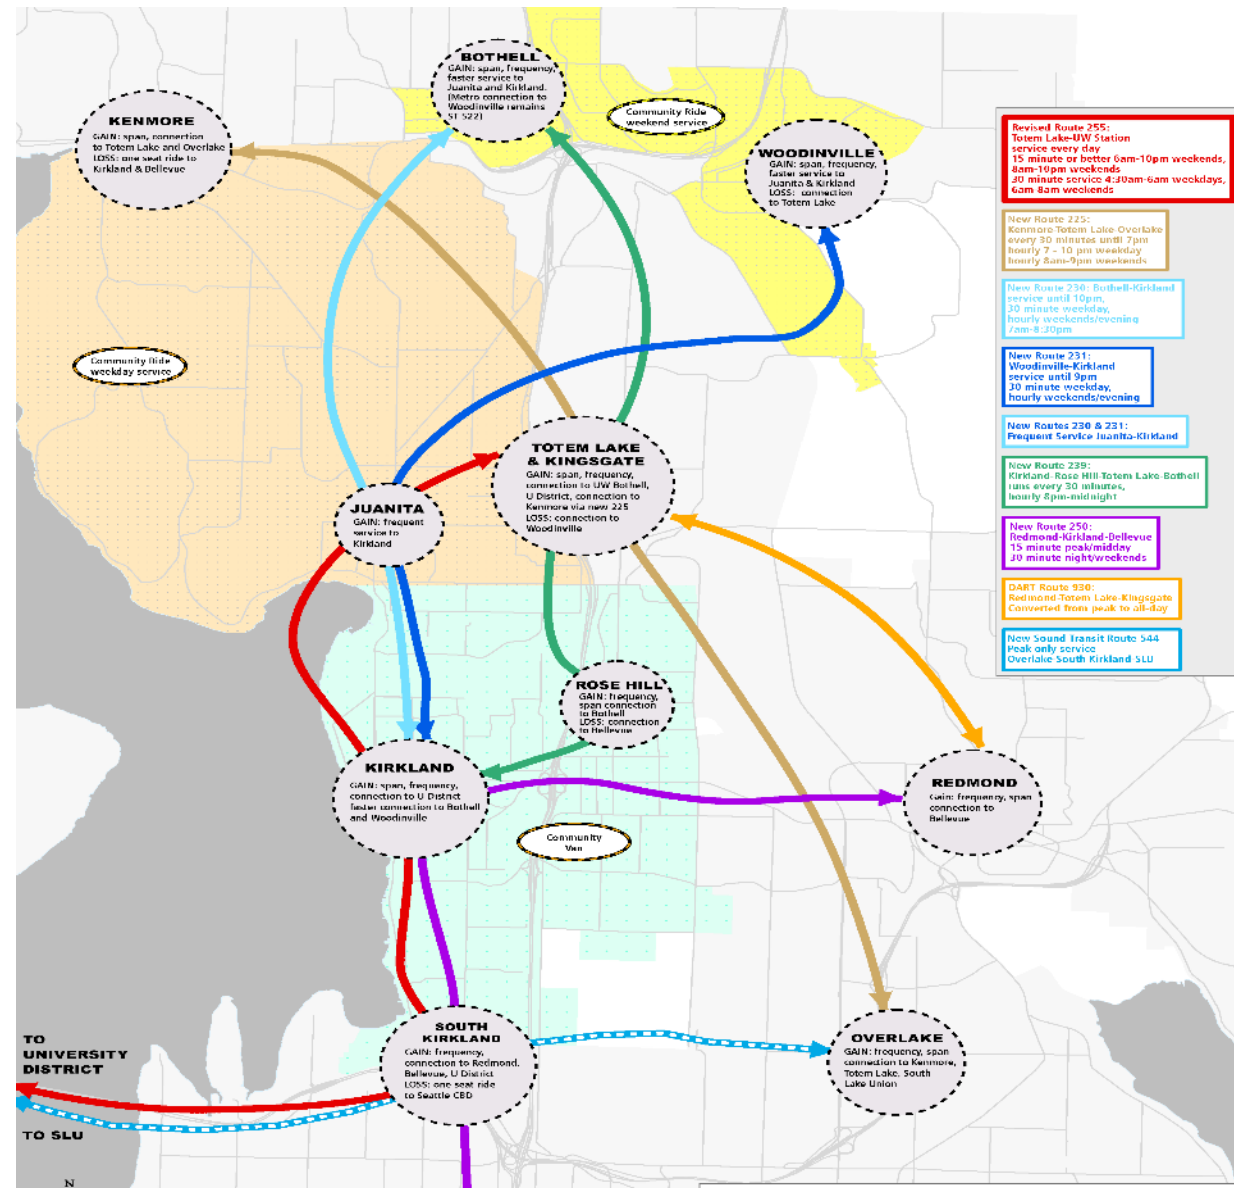 BOTHELL
GAIN: span, frequency,
faster service to
Juanita and Kirkland.
(Metro connection to
Woodinville remains
ST 522)
KENMORE
GAIN: span, connection
to Totem Lake and Overlake
LOSS: one seat ride to
Kirkland & Bellevue
Community Ride
weekend service
WOODINVILLE
GAIN: span, frequency,
faster service to
Juanita & Kirkland
LOSS: connection
to Totem Lake
Revised Route 255:
Totem Lake-UW Station
service every day
15 minute or better 6am-10pm weekends,
8am-10pm weekends
30 minute service 4:30am-6am weekdays,
6am-8am weekends
New Route 225:
Kenmore-Totem Lake-Overlake
every 30 minutes until 7pm
hourly 7 - 10 pm weekday
hourly 8am-9pm weekends
New Route 230: Bothell-Kirkland
service until 10pm,
30 minute weekday,
hourly weekends/evening
7am-8:30pm
New Route 231:
Woodinville-Kirkland
service until 9pm
30 minute weekday,
hourly weekends/evening
New Routes 230 & 231:
Frequent Service Juanita-Kirkland
New Route 239:
Kirkland-Rose Hill-Totem Lake-Bothell
runs every 30 minutes,
hourly 8pm-midnight
New Route 250:
Redmond-Kirkland-Bellevue
15 minute peak/midday
30 minute night/weekends
DART Route 930:
Redmond-Totem Lake-Kingsgate
Converted from peak to all-day
New Sound Transit Route 544
Peak only service
Overlake South Kirkland SLU
Community Ride
weekday service
TOTEM LAKE
& KINGSGATE
GAIN: span, frequency,
connection to UW Bothell,
U District, connection to
Kenmore via new 225
LOSS: connection to
Woodinville
JUANITA
GAIN: frequent
service to
Kirkland
ROSE HILL
GAIN: frequency,
span connection
to Bothell
LOSS: connection
to Bellevue
KIRKLAND
GAIN: span, frequency,
connection to U District
faster connection to Bothell
and Woodinville
REDMOND
Gain: frequency, span
connection to
Bellevue
Community
Van
SOUTH
KIRKLAND
GAIN: frequency,
connection to Redmond,
Bellevue, U District
LOSS: one seat ride
to Seattle CBD
OVERLAKE
GAIN: frequency, span
connection to Kenmore,
Totem Lake, South
Lake Union
TO
UNIVERSITY
DISTRICT
TO SLU
N